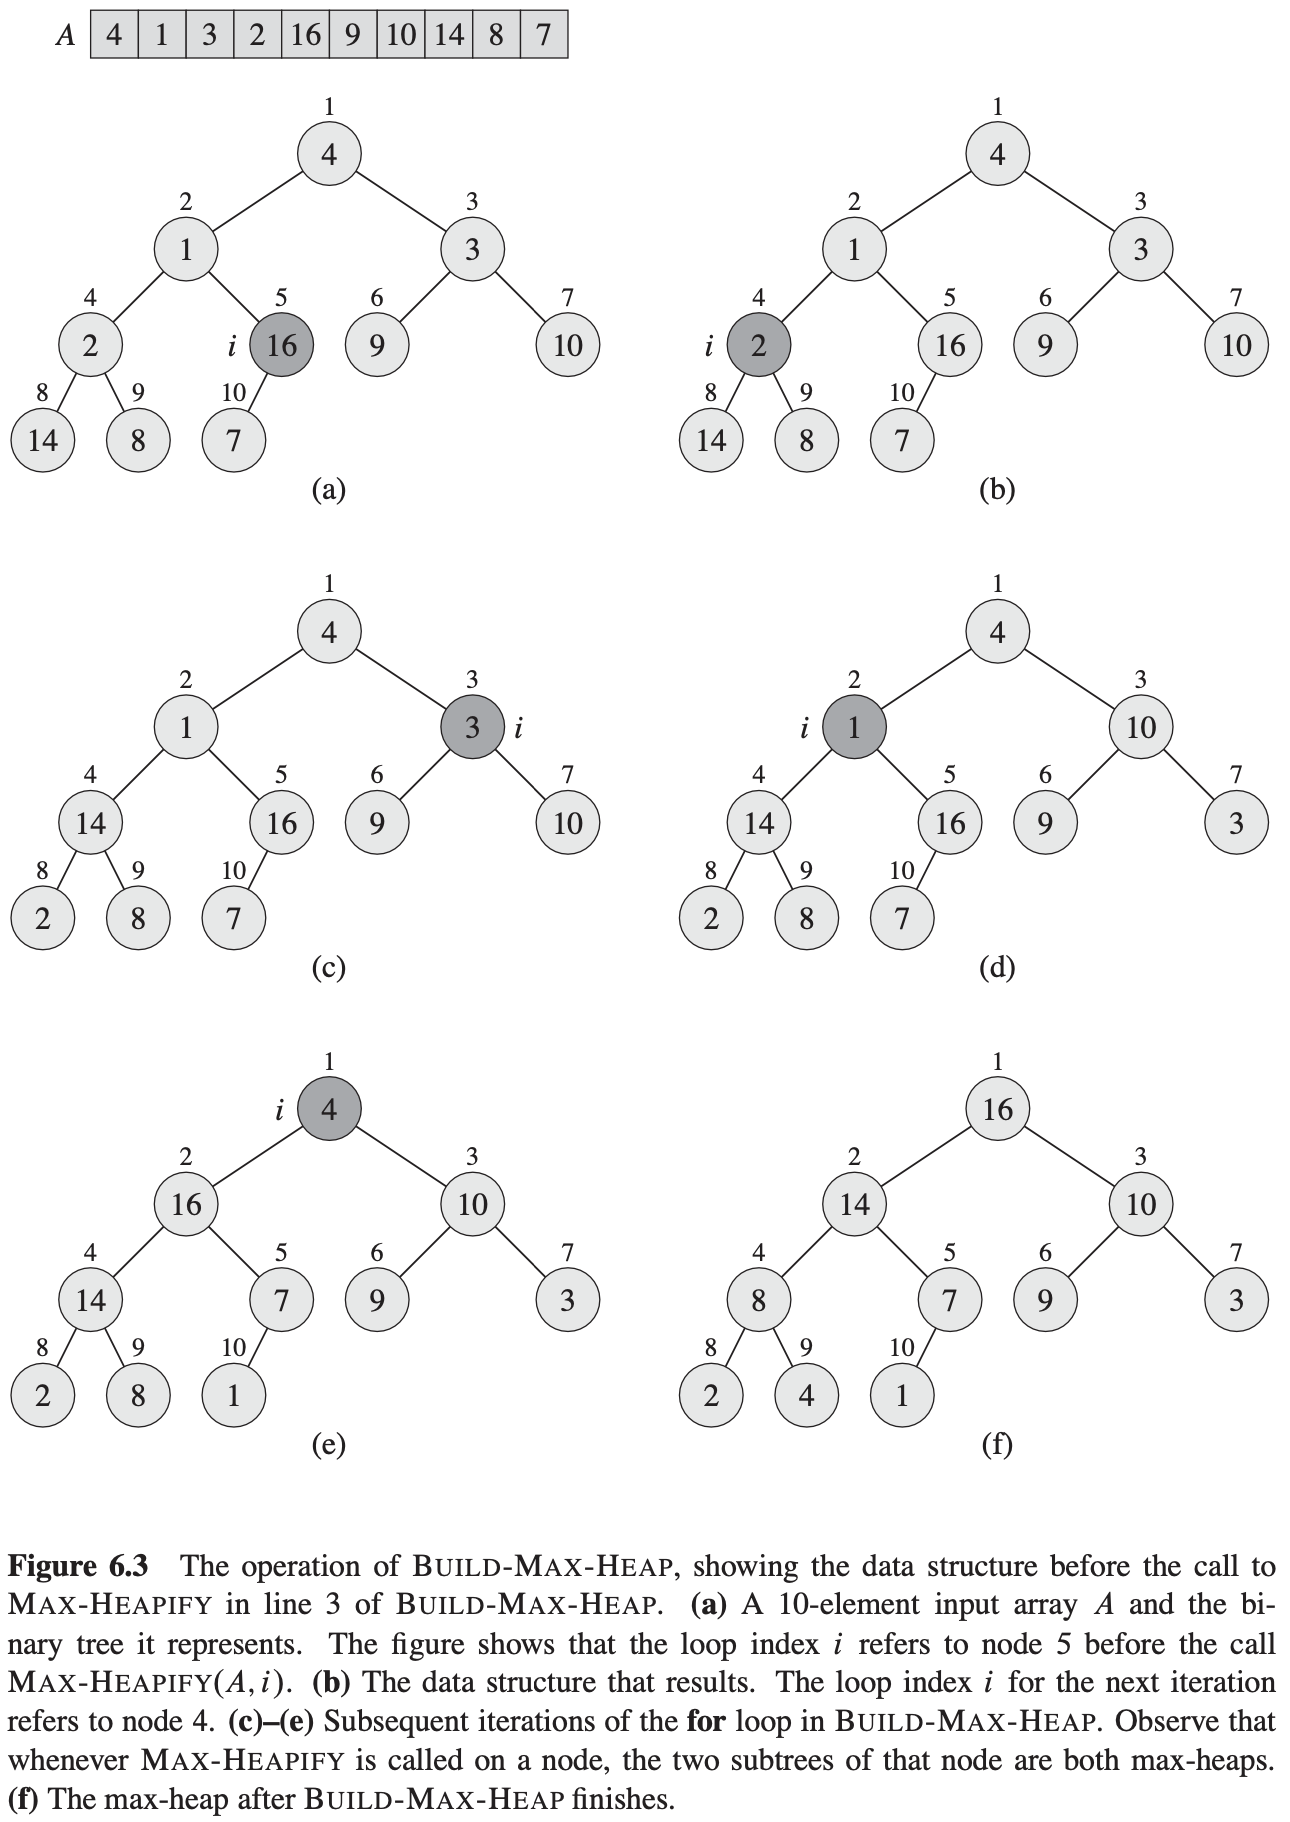 A 4 1 3 2 16 9 10 14 8 7
1 1
4 4
2 3 2 3
1 3 1 3
4 5 6 7 4 5 6 7
2 i 16 9 10 i 2 16 9 10
8 9 10 8 9 10
14 8 7 14 8 7
(a) (b)
1 1
4 4
2 3 2 3
1 3 i i 1 10
4 5 6 7 4 5 6 7
14 16 9 10 14 16 9 3
8 9 10 8 9 10
2 8 7 2 8 7
(c) (d)
1 1
i 4 16
2 3 2 3
16 10 14 10
4 5 6 7 4 5 6 7
14 7 9 3 8 7 9 3
8 9 10 8 9 10
2 8 1 2 4 1
(e) (f)
Figure 6.3 The operation of BUILD-MAX-HEAP, showing the data structure before the call to
MAX-HEAPIFY in line 3 of BUILD-MAX-HEAP. (a) A 10-element input array A and the bi-
nary tree it represents. The figure shows that the loop index i refers to node 5 before the call
MAX-HEAPIFY(A, i). (b) The data structure that results. The loop index i for the next iteration
refers to node 4. (c)–(e) Subsequent iterations of the for loop in BUILD-MAX-HEAP. Observe that
whenever MAX-HEAPIFY is called on a node, the two subtrees of that node are both max-heaps.
(f) The max-heap after BUILD-MAX-HEAP finishes.